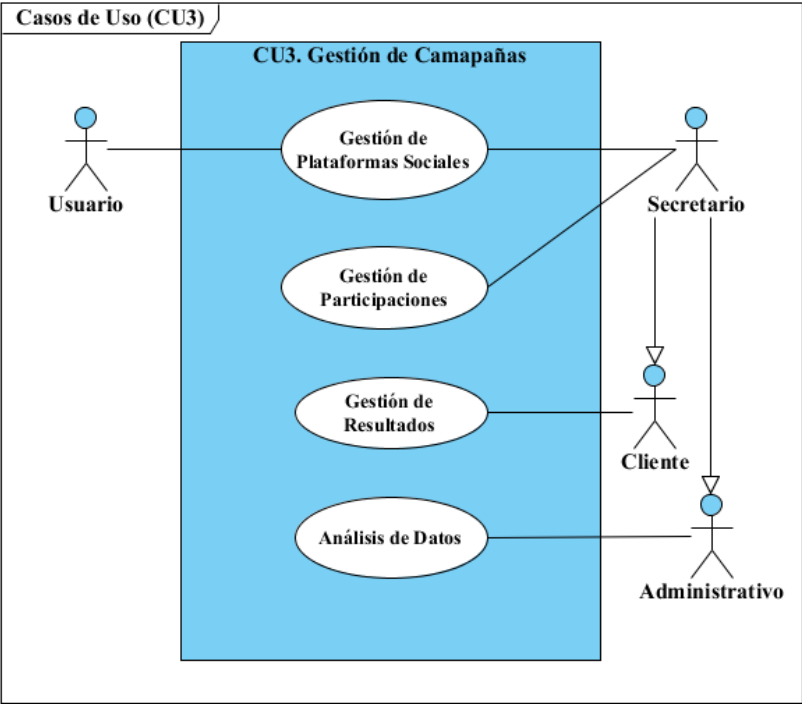 Casos de Uso (CU3)
CU3. Gestión de Camapañas
Gestión de
Plataformas Sociales
Usuario
Secretario
Gestión de
Participaciones
Gestión de
Resultados
Cliente
Análisis de Datos
Administrativo